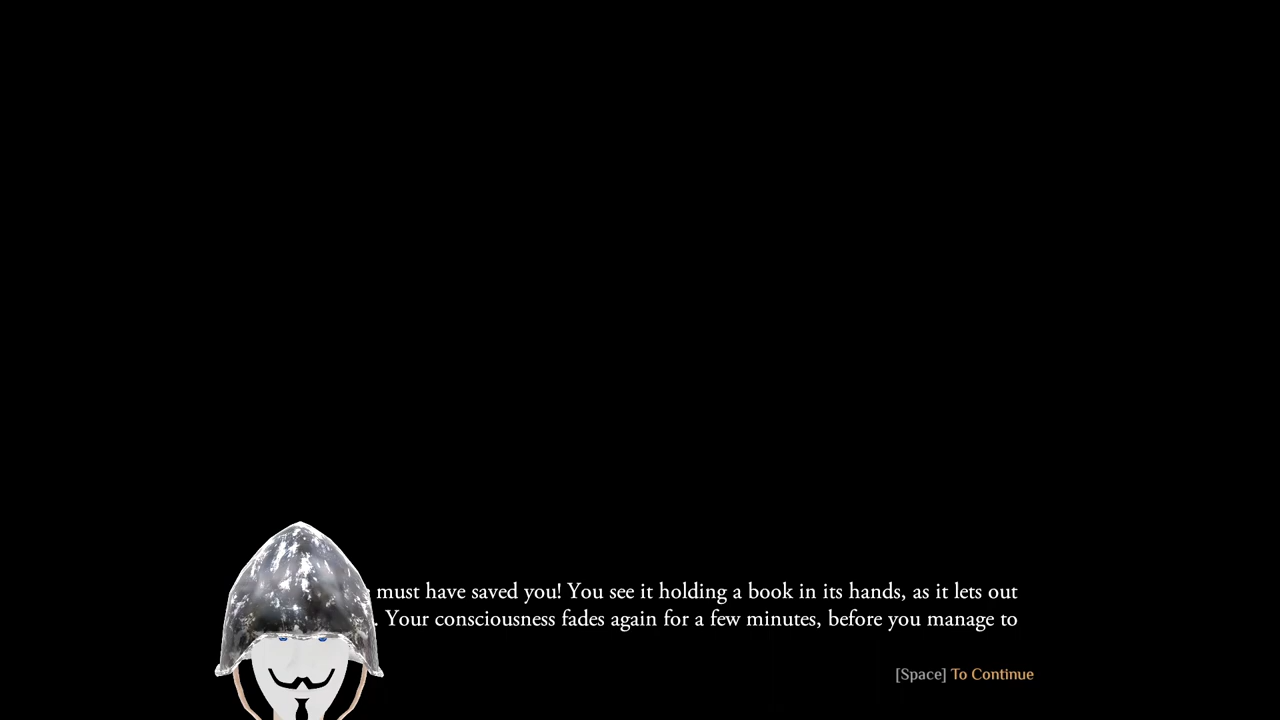 must have saved you! You see it holding a book in its hands, as it lets out
. Your consciousness fades again for a few minutes, before you manage to
[Space] To Continue